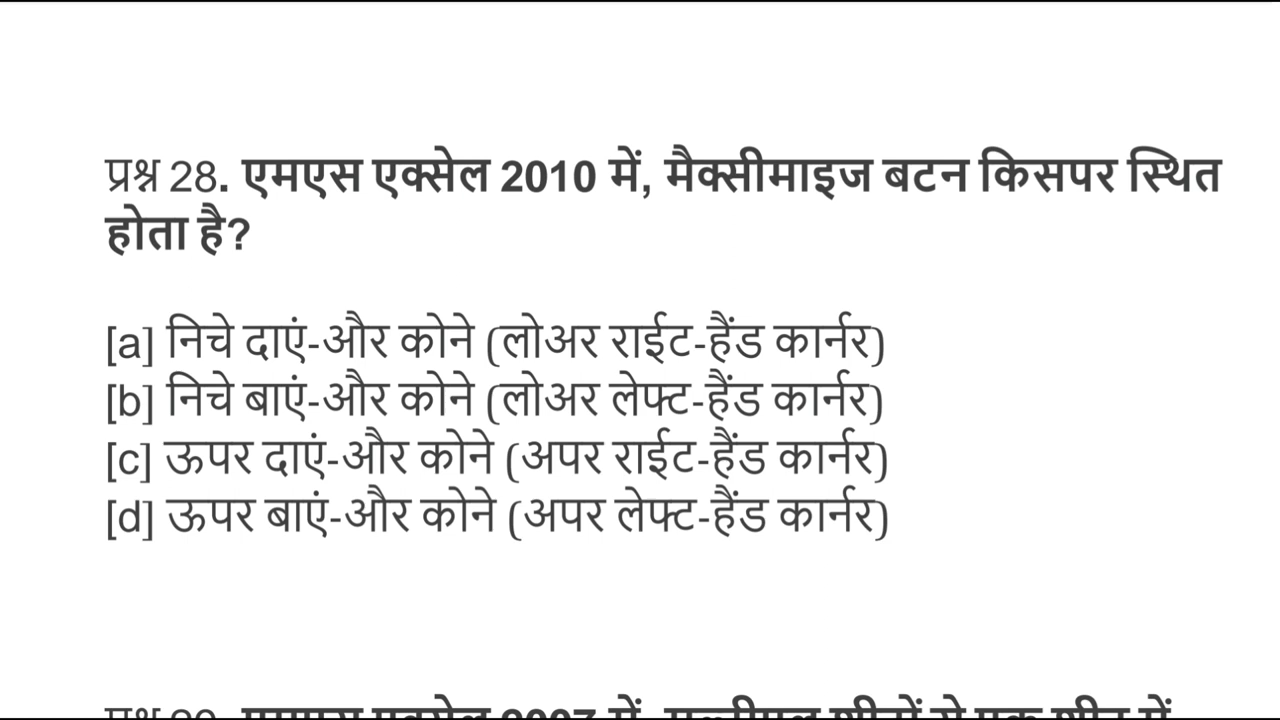 प्रश्न 28. एमएस एक्सेल 2010 में, मैक्सीमाइज बटन किसपर स्थित
होता है?
[a] निचे दाएं-और कोने (लोअर राईट-हैंड कार्नर)
[b] निचे बाएं-और कोने (लोअर लेफ्ट-हैंड कार्नर)
[c] ऊपर दाएं-और कोने (अपर राईट-हैंड कार्नर)
[d] ऊपर बाएं-और कोने (अपर लेफ्ट-हैंड कार्नर)